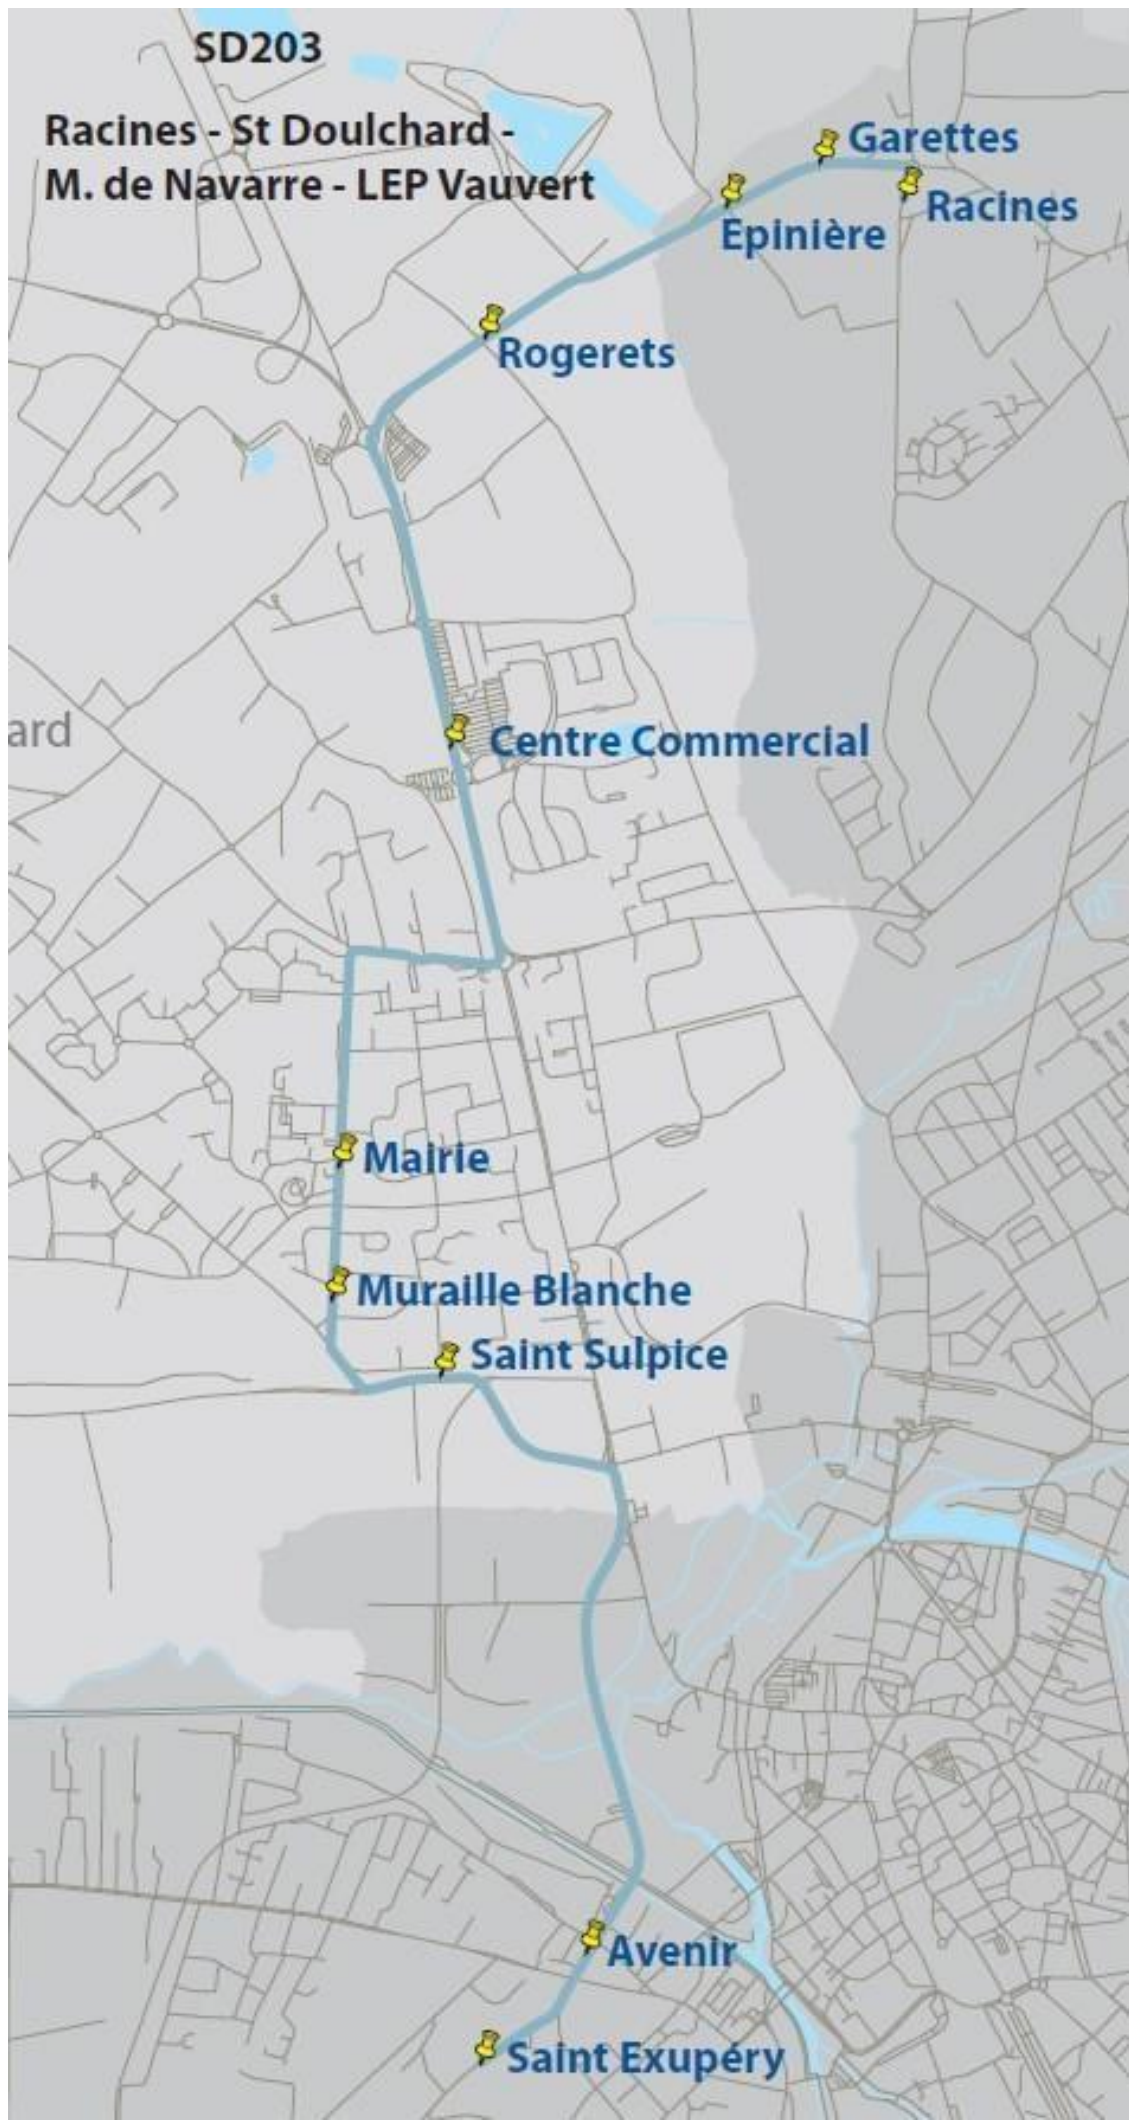 SD203
Racines - St Doulchard -
M. de Navarre - LEP Vauvert
Garettes
Racines
Epinière
Rogerets
ard
Centre Commercial
Mairie
Muraille Blanche
Saint Sulpice
Avenir
Saint Exupéry